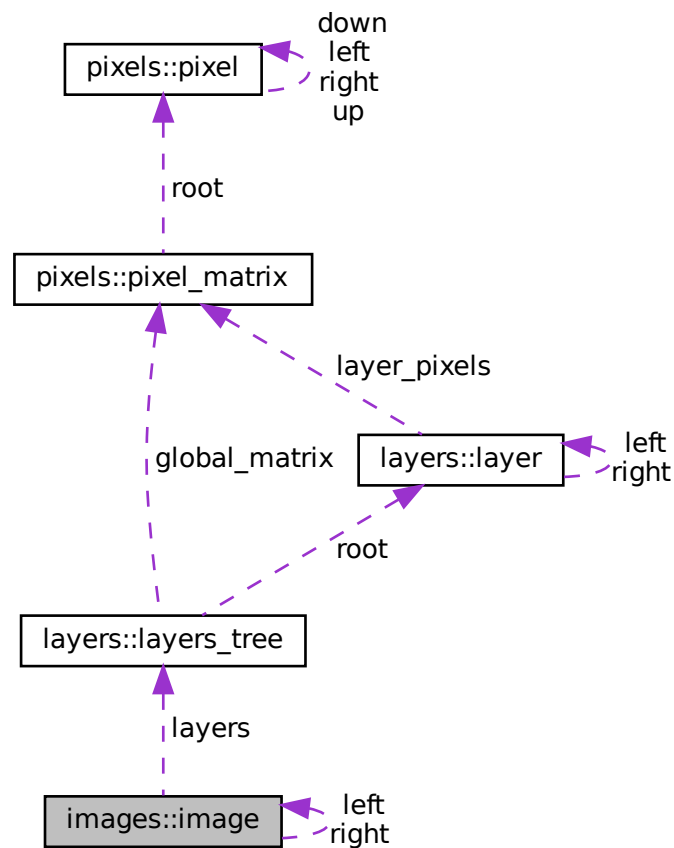 down
left
pixels::pixel
right
up
root
pixels::pixel_matrix
layer_pixels
global_matrix
layers::layer
left
right
root
layers::layers_tree
layers
images::image
left
right